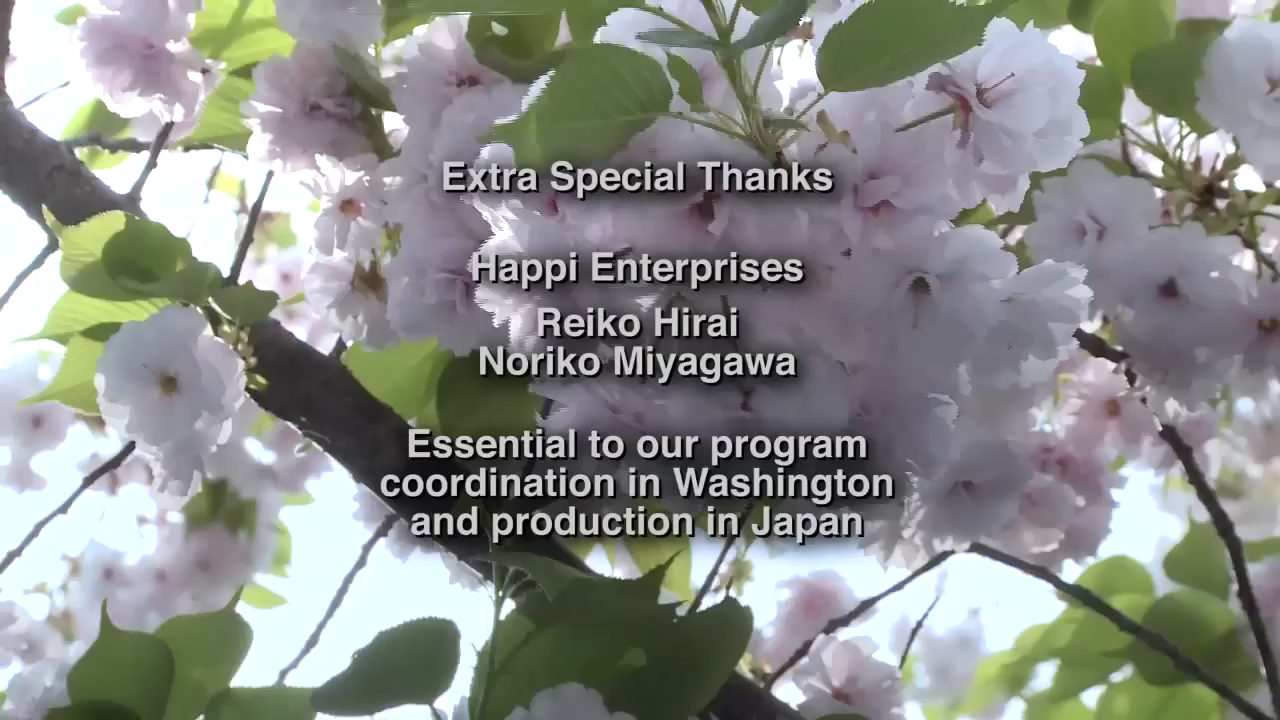 Extra Special Thanks
Happi Enterprises
Reiko Hirai
Noriko Miyagawa
Essential to our program
coordination in Washington
and production in Japan